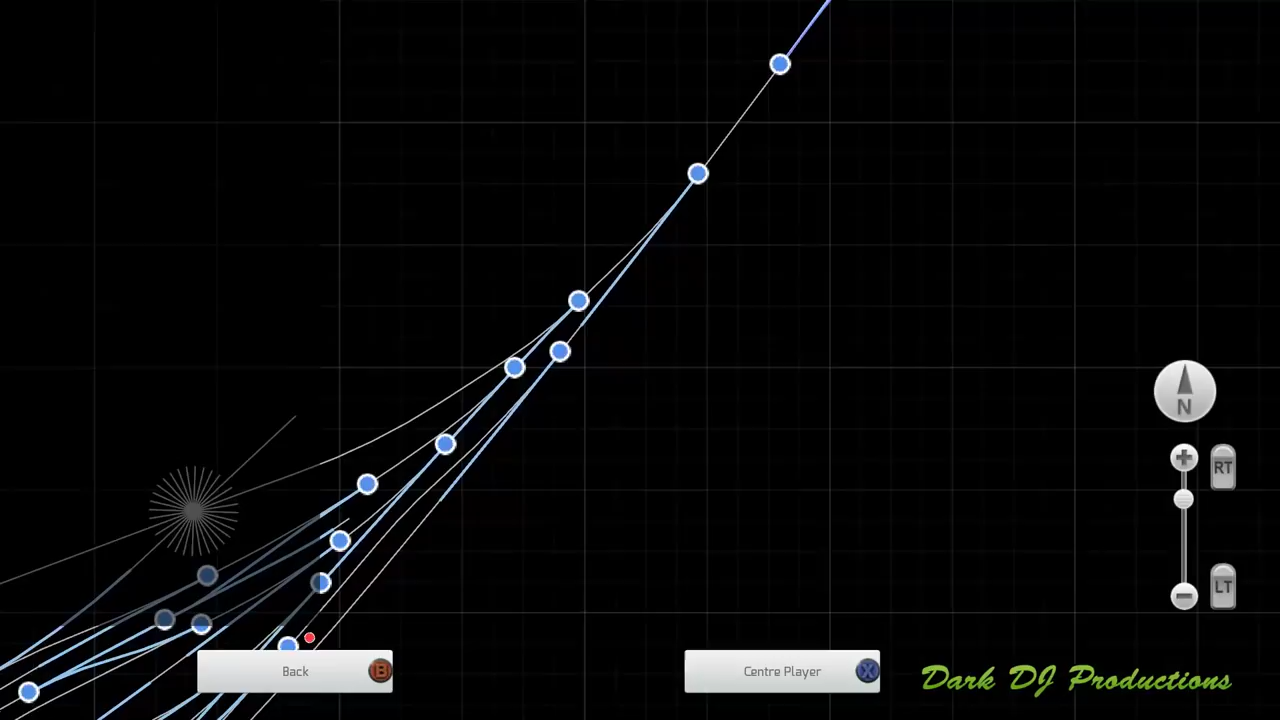 N
RT
LT
Back B
Centre Player X
Dark DJ Productions